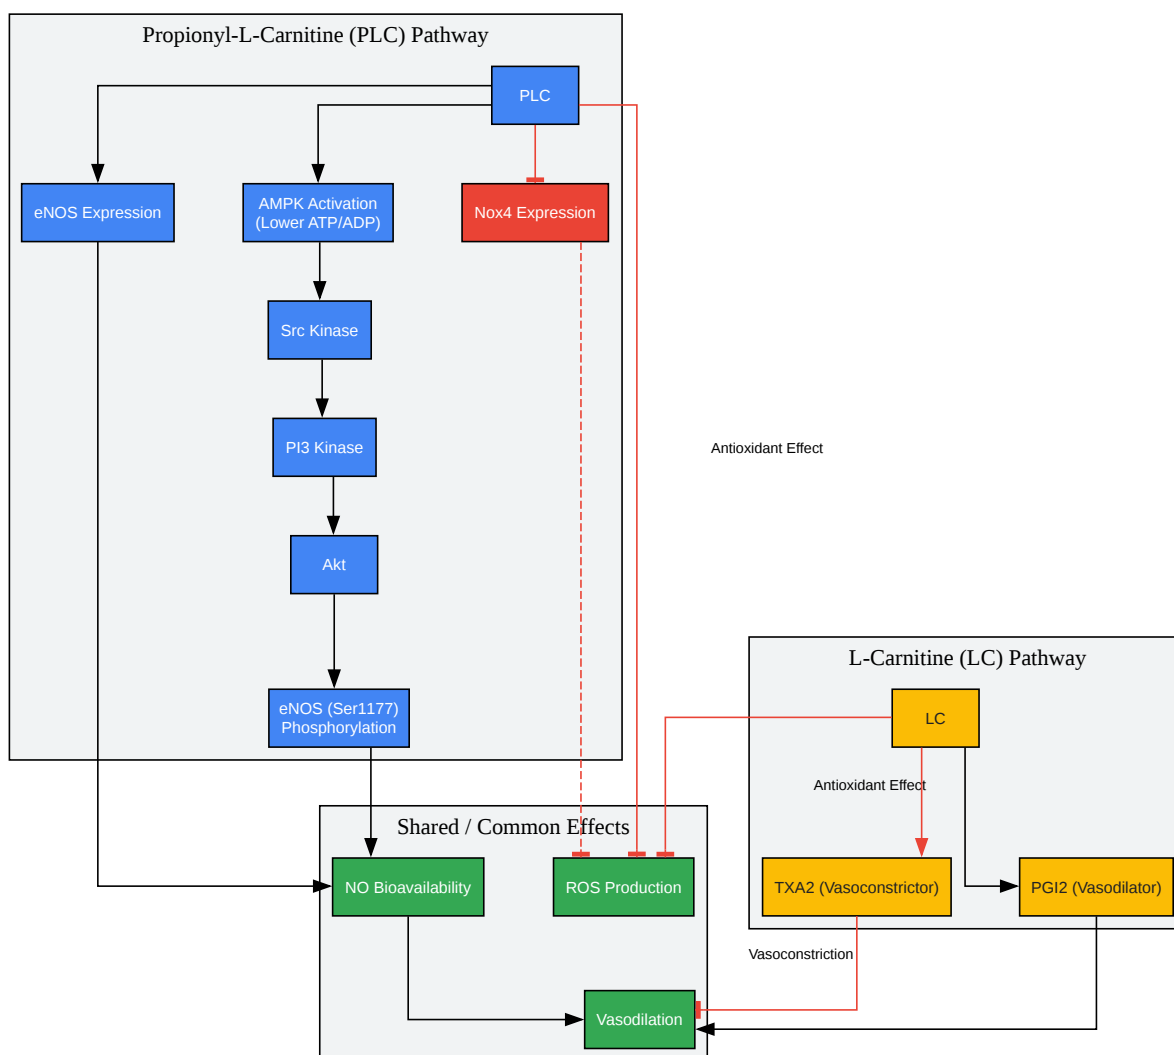 Propionyl-L-Carnitine (PLC) Pathway
PLC
eNOS Expression
AMPK Activation
(Lower ATP/ADP)
Nox4 Expression
Src Kinase
PI3 Kinase
Antioxidant Effect
Akt
L-Carnitine (LC) Pathway
eNOS (Ser1177)
Phosphorylation
LC
Antioxidant Effect
Shared / Common Effects
NO Bioavailability
ROS Production
TXA2 (Vasoconstrictor)
PGI2 (Vasodilator)
Vasoconstriction
Vasodilation